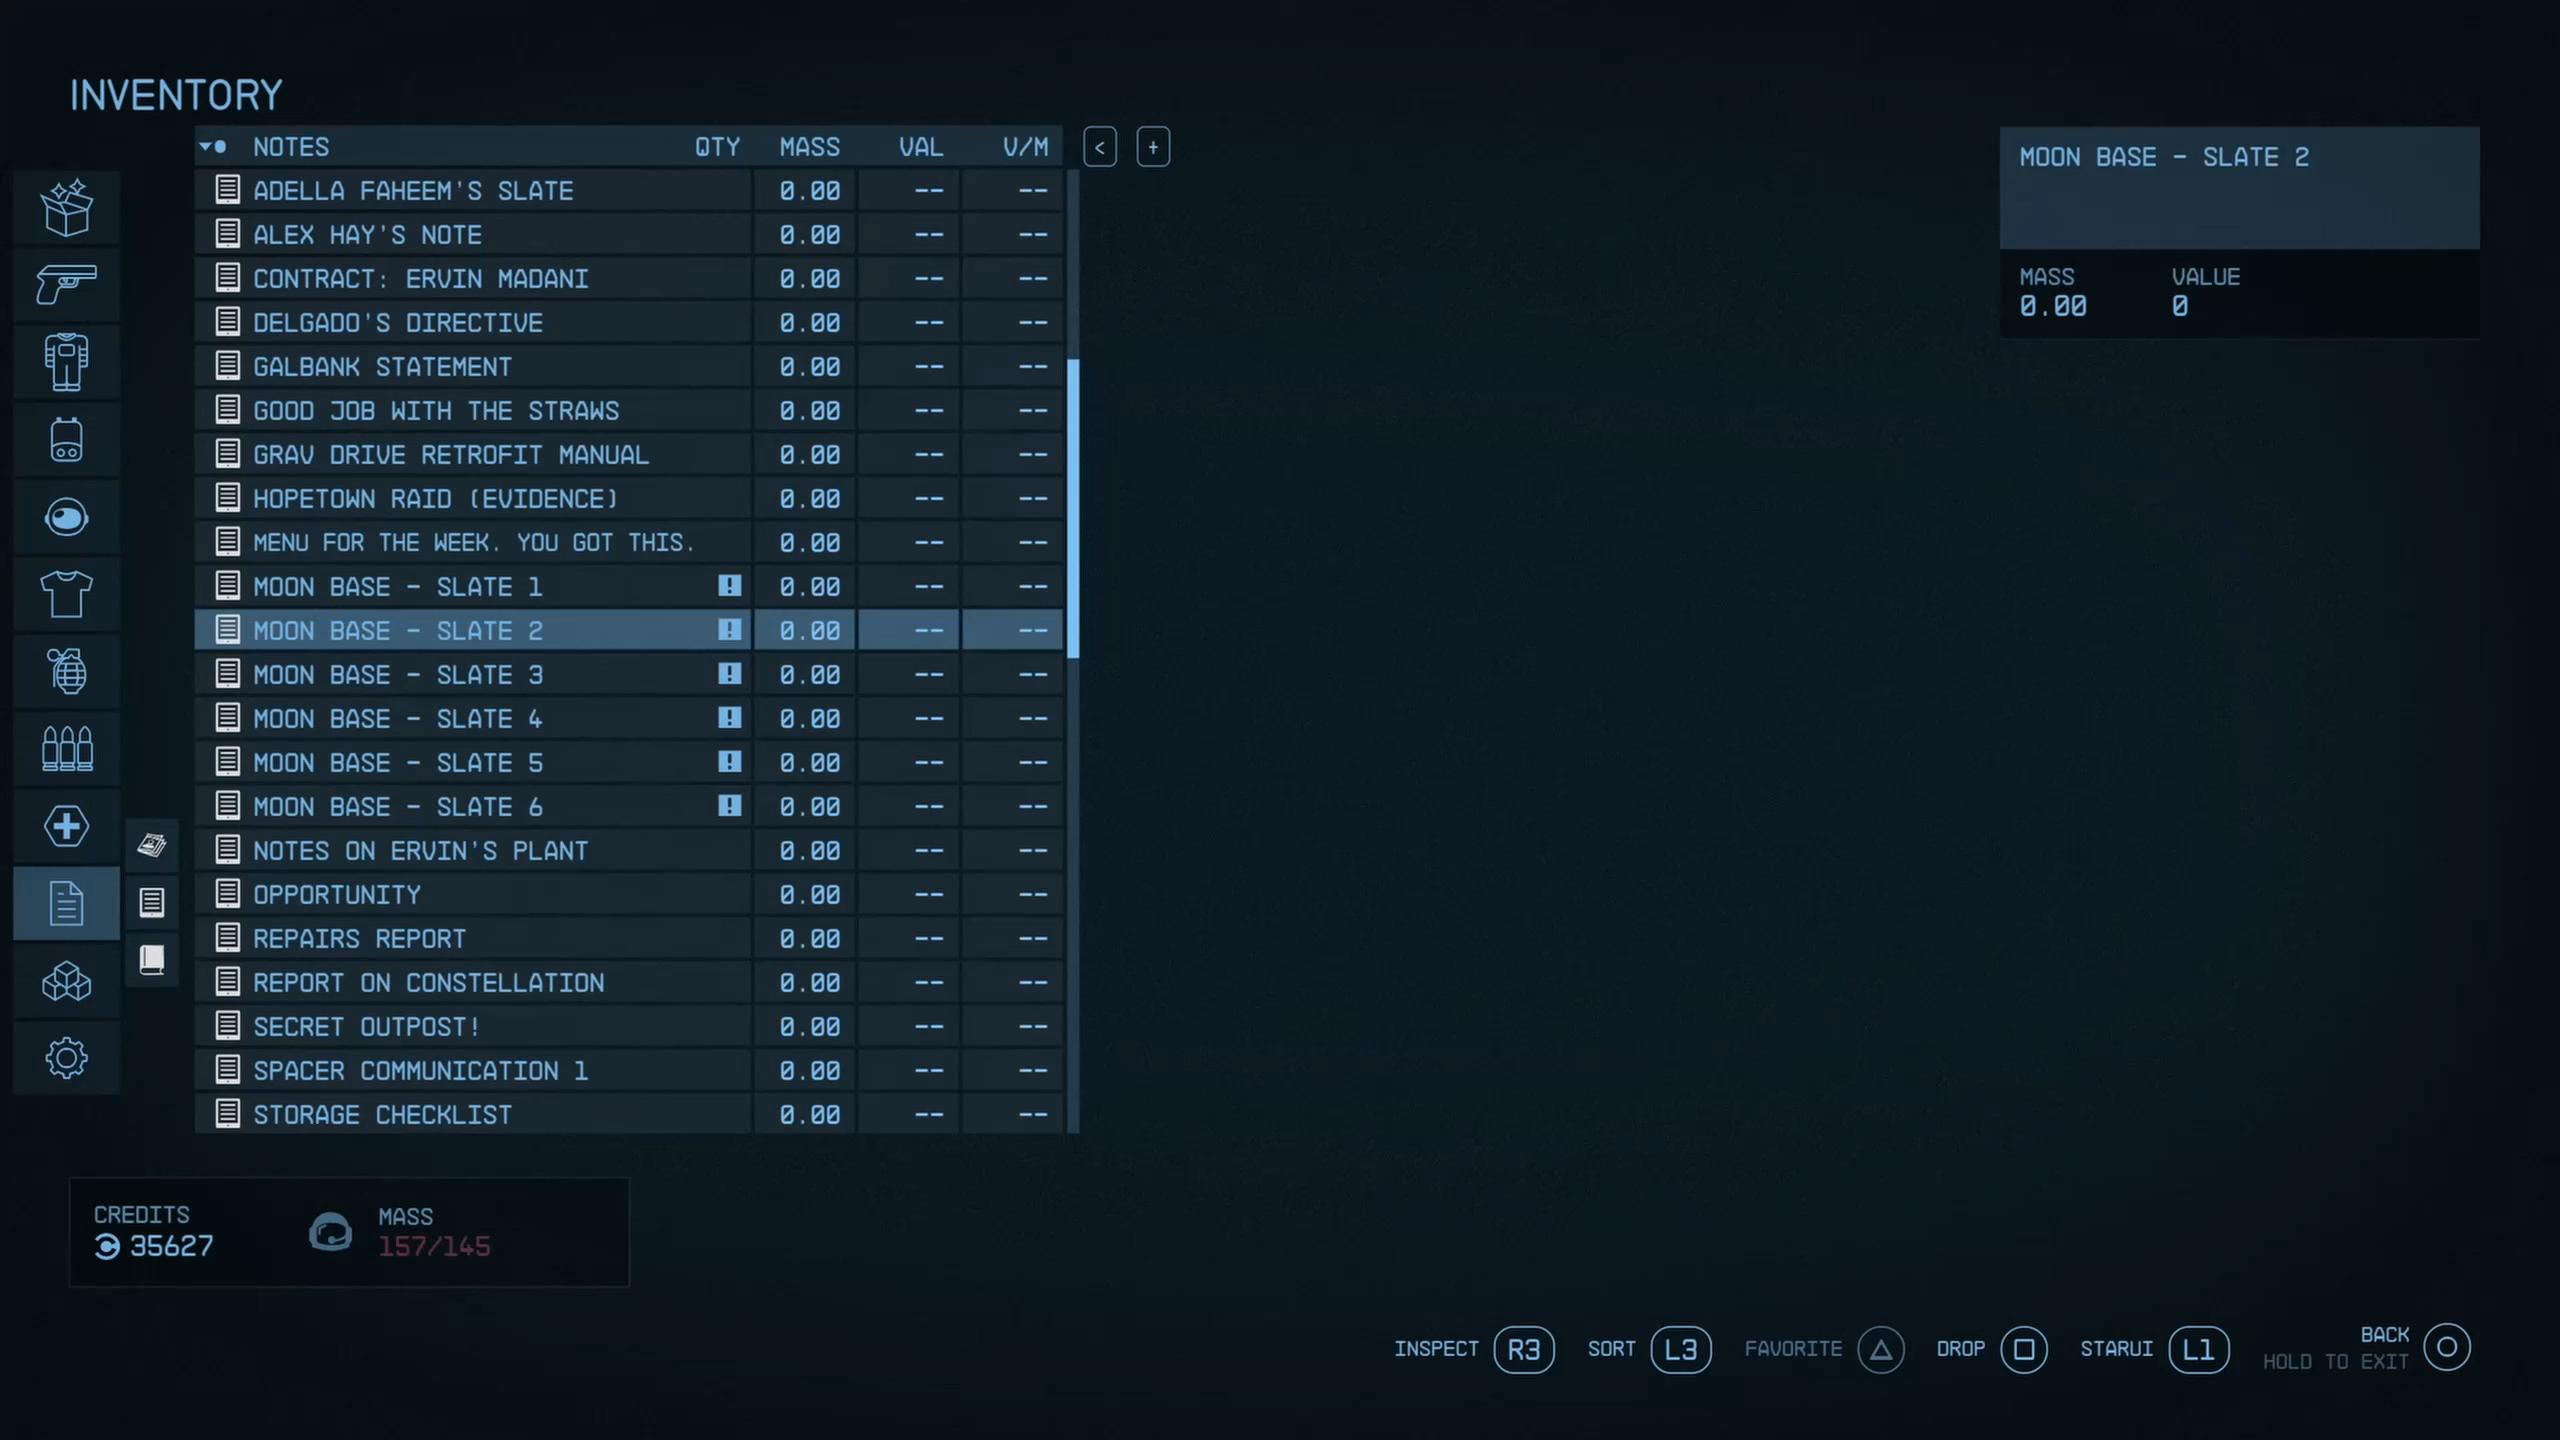 INVENTORY
NOTES QTY MASS VAL V/M < +
ADELLA FAHEEM'S SLATE 0.00 -- --
ALEX HAY'S NOTE 0.00 -- --
CONTRACT: ERVIN MADANI 0.00 -- --
DELGADO'S DIRECTIVE 0.00 -- --
GALBANK STATEMENT 0.00 -- --
GOOD JOB WITH THE STRAWS 0.00 -- --
GRAV DRIVE RETROFIT MANUAL 0.00 -- --
HOPETOWN RAID (EVIDENCE) 0.00 -- --
MENU FOR THE WEEK. YOU GOT THIS. 0.00 -- --
MOON BASE - SLATE 1 ! 0.00 -- --
MOON BASE - SLATE 2 ! 0.00 -- --
MOON BASE - SLATE 3 ! 0.00 -- --
MOON BASE - SLATE 4 ! 0.00 -- --
MOON BASE - SLATE 5 ! 0.00 -- --
MOON BASE - SLATE 6 ! 0.00 -- --
NOTES ON ERVIN'S PLANT 0.00 -- --
OPPORTUNITY 0.00 -- --
REPAIRS REPORT 0.00 -- --
REPORT ON CONSTELLATION 0.00 -- --
SECRET OUTPOST! 0.00 -- --
SPACER COMMUNICATION 1 0.00 -- --
STORAGE CHECKLIST 0.00 -- --
MOON BASE - SLATE 2
MASS VALUE
0.00 0
CREDITS MASS
35627 157/145
INSPECT R3 SORT L3 FAVORITE DROP STARUI L1 BACK
HOLD TO EXIT